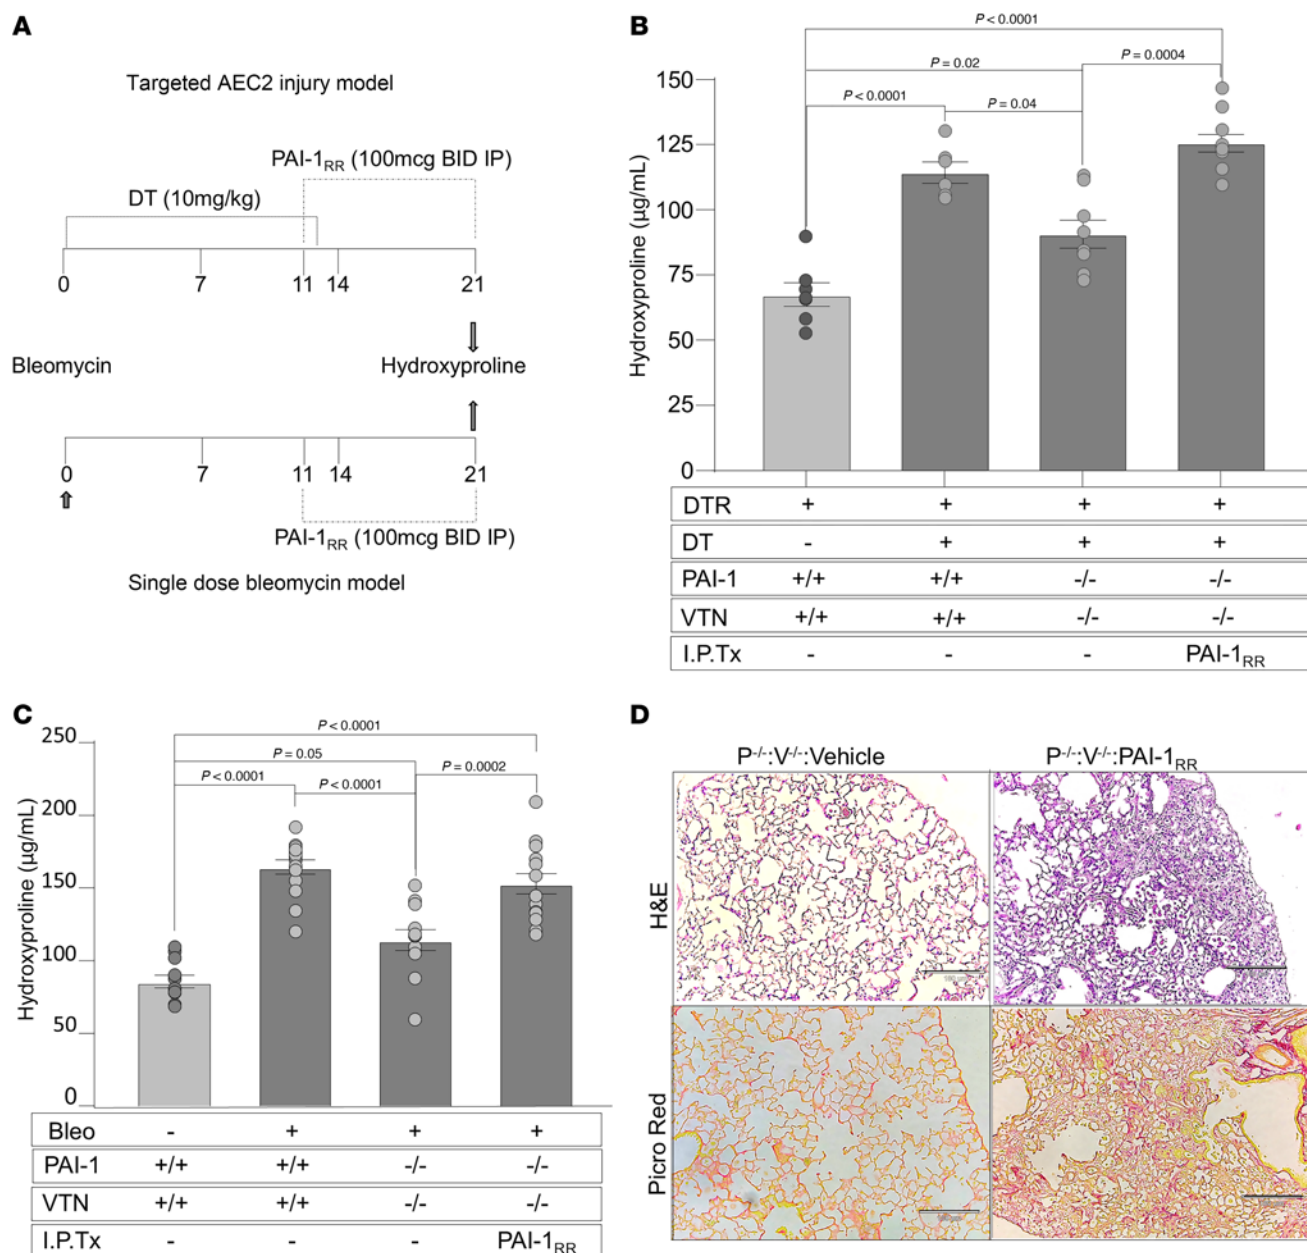 A
Targeted AEC2 injury model
PAI-1RR (100mcg BID IP)
DT (10mg/kg)
0 7 11 14 21
Bleomycin Hydroxyproline
0 7 11 14 21
PAI-1RR (100mcg BID IP)
Single dose bleomycin model
B
P < 0.0001
P = 0.02
P = 0.0004
P < 0.0001
P = 0.04
Hydroxyproline (µg/mL)
150
125
100
75
50
25
0
DTR + + + +
DT - + + +
PAI-1 +/+ +/+ -/- -/-
VTN +/+ +/+ -/- -/-
I.P.Tx - - - PAI-1RR
C
P < 0.0001
P = 0.05
P < 0.0001
P = 0.0002
P < 0.0001
Hydroxyproline (µg/mL)
250
200
150
100
50
0
Bleo - + + +
PAI-1 +/+ +/+ -/- -/-
VTN +/+ +/+ -/- -/-
I.P.Tx - - - PAI-1RR
D
P-/-:V-/-:Vehicle P-/-:V-/-:PAI-1RR
H&E
Picro Red